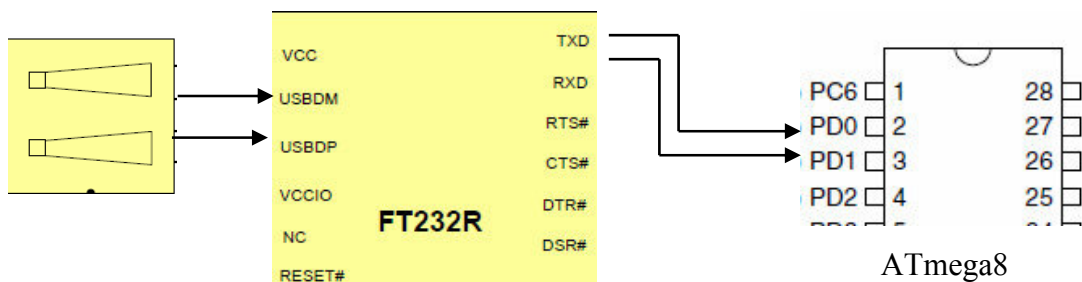 VCC
USBDM
USBDP
VCCIO
NC
RESET#
FT232R
TXD
RXD
RTS#
CTS#
DTR#
DSR#
PC6 1 28
PD0 2 27
PD1 3 26
PD2 4 25
ATmega8